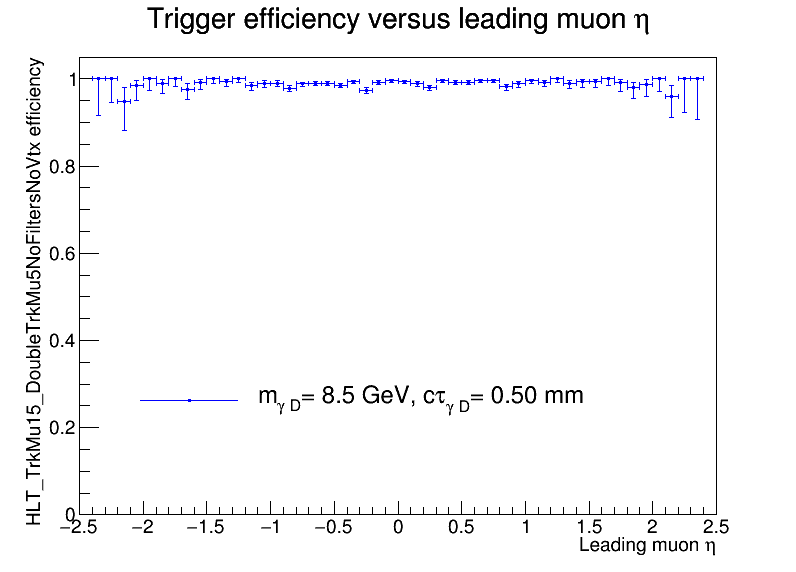 Trigger efficiency versus leading muon η
HLT_TrkMu15_DoubleTrkMu5NoFiltersNoVtx efficiency
1
0.8
0.6
0.4
0.2
0
m_γ D= 8.5 GeV, cτ_γ D= 0.50 mm
−2.5 −2 −1.5 −1 −0.5 0 0.5 1 1.5 2 2.5
Leading muon η